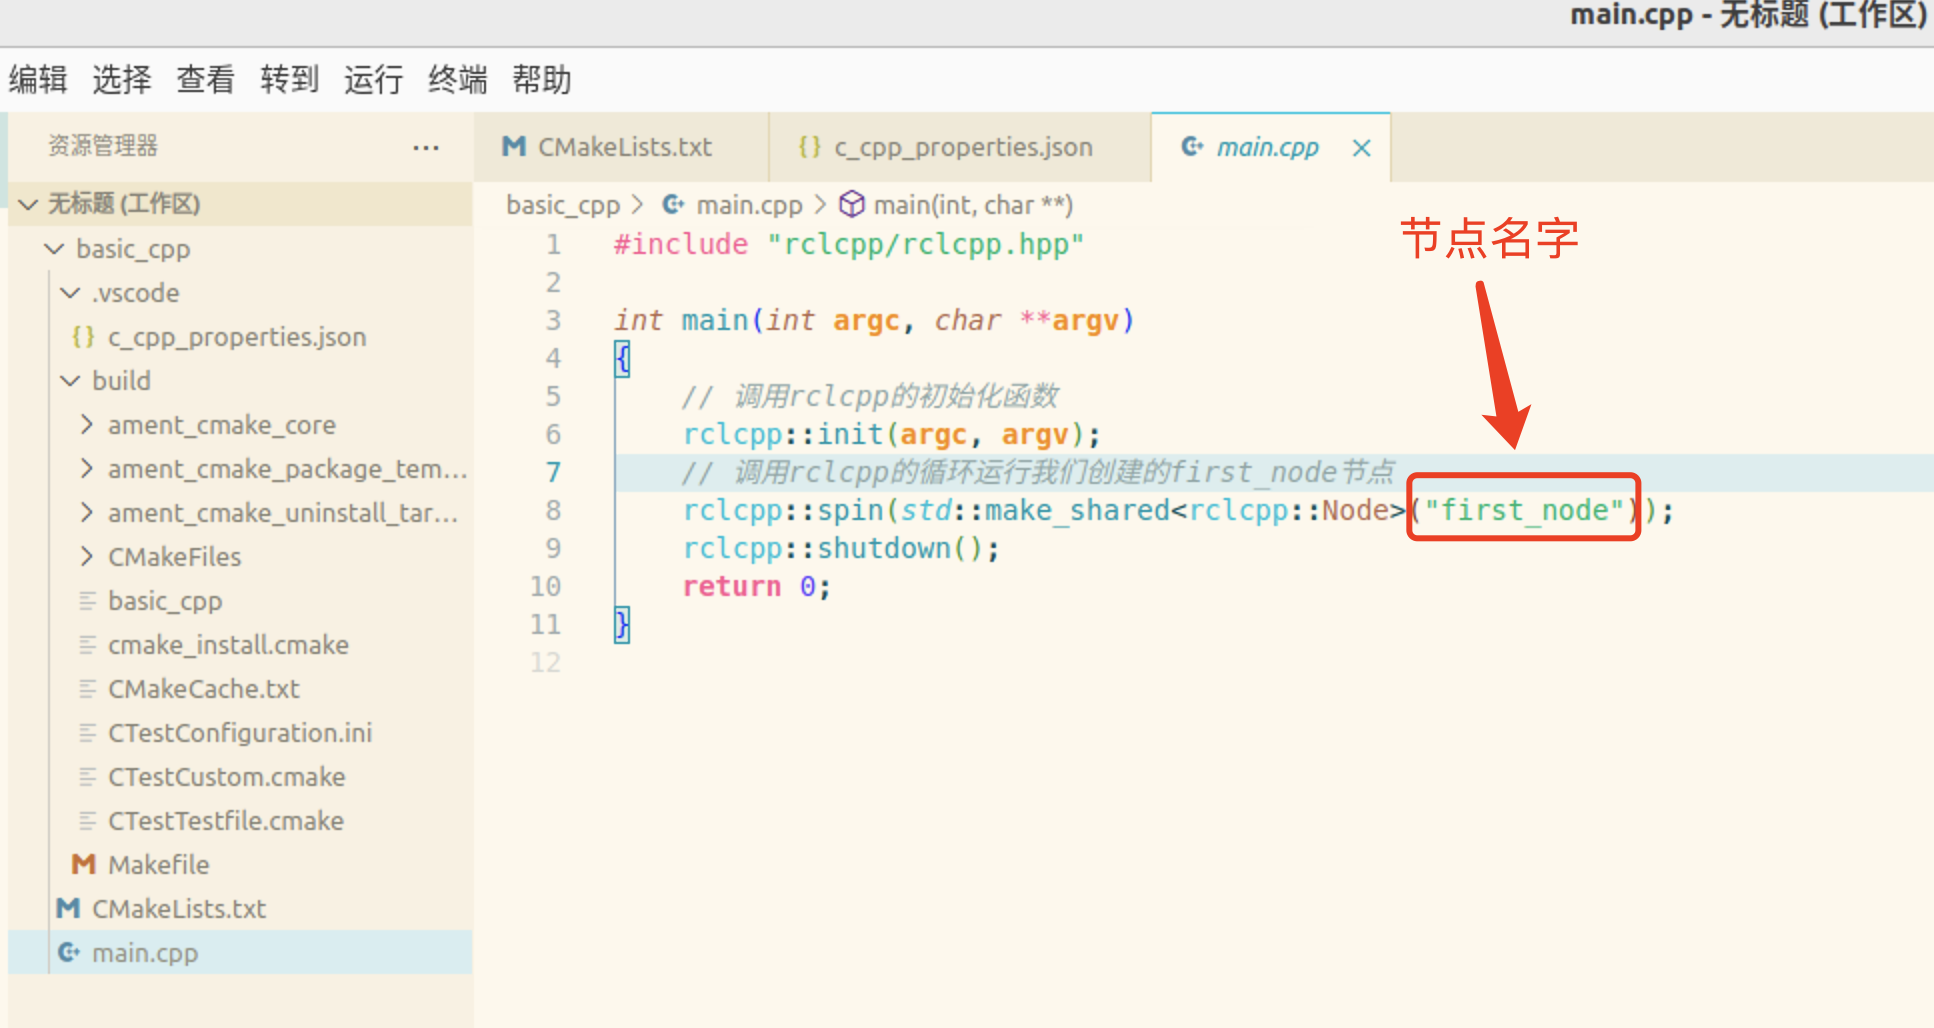 main.cpp - 无标题 (工作区)
编辑 选择 查看 转到 运行 终端 帮助
资源管理器 ...
无标题 (工作区)
basic_cpp
.vscode
{} c_cpp_properties.json
build
ament_cmake_core
ament_cmake_package_tem...
ament_cmake_uninstall_tar...
CMakeFiles
basic_cpp
cmake_install.cmake
CMakeCache.txt
CTestConfiguration.ini
CTestCustom.cmake
CTestTestfile.cmake
M Makefile
M CMakeLists.txt
main.cpp
M CMakeLists.txt {} c_cpp_properties.json main.cpp ×
basic_cpp > main.cpp > main(int, char **)
节点名字
1 #include "rclcpp/rclcpp.hpp"
2
3 int main(int argc, char **argv)
4 {
5 // 调用rclcpp的初始化函数
6 rclcpp::init(argc, argv);
7 // 调用rclcpp的循环运行我们创建的first_node节点
8 rclcpp::spin(std::make_shared<rclcpp::Node>("first_node"));
9 rclcpp::shutdown();
10 return 0;
11 }
12